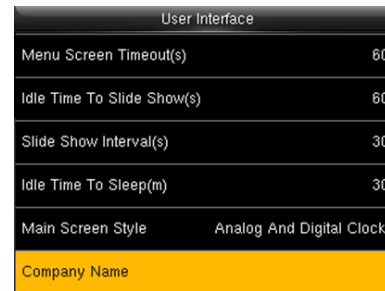 User Interface
Menu Screen Timeout(s) 60
Idle Time To Slide Show(s) 60
Slide Show Interval(s) 30
Idle Time To Sleep(m) 30
Main Screen Style Analog And Digital Clock
Company Name